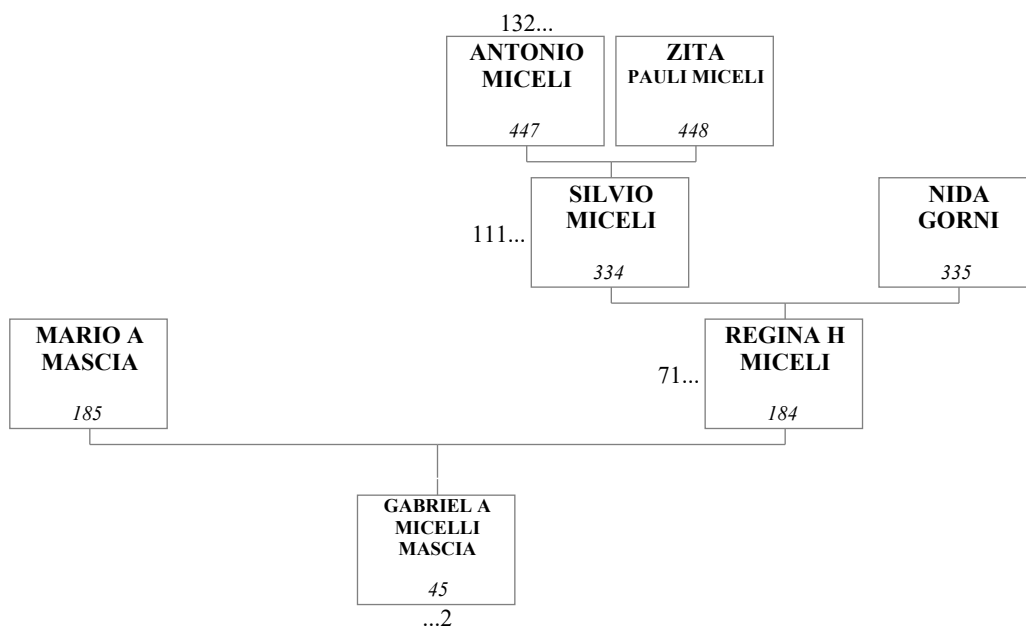 132...
ANTONIO
MICELI
447
ZITA
PAULI MICELI
448
SILVIO
MICELI
334
111...
NIDA
GORNI
335
MARIO A
MASCIA
185
REGINA H
MICELI
184
71...
GABRIEL A
MICELLI
MASCIA
45
...2